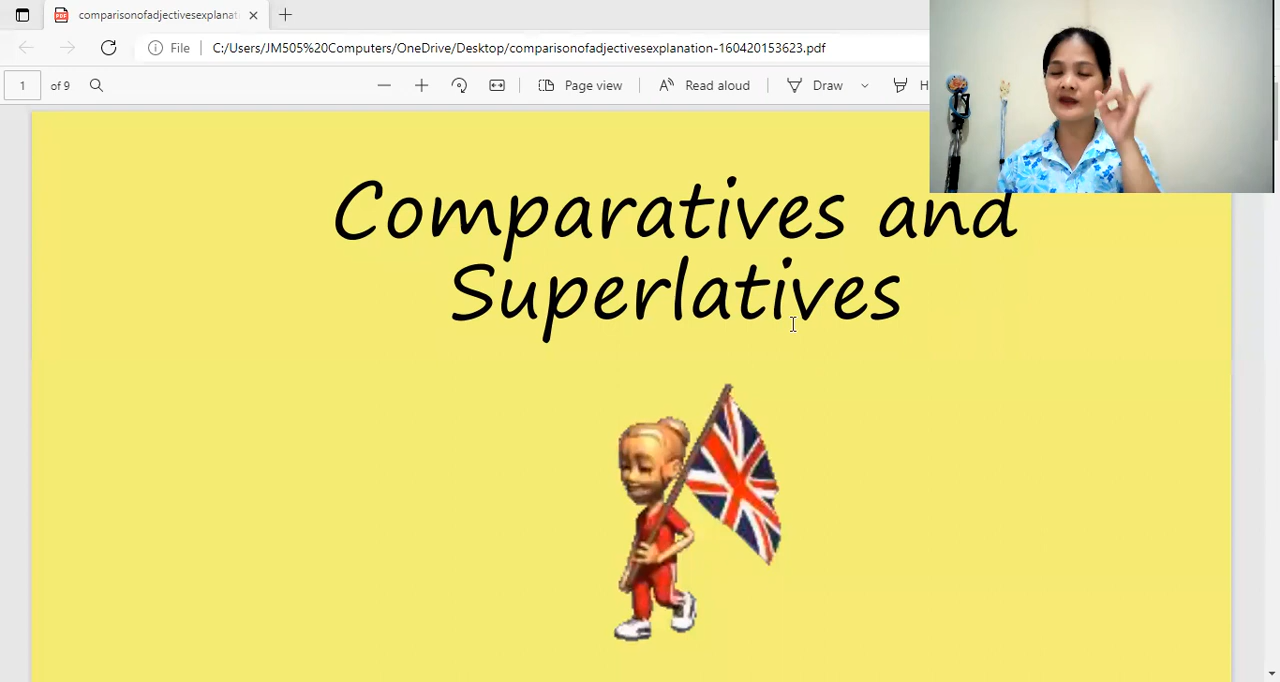 comparisonofadjectivesexplanat
File
C:/Users/JM505%20Computers/OneDrive/Desktop/comparisonofadjectivesexplanation-160420153623.pdf
1 of 9
Page view
Read aloud
Draw
H
Comparatives and
Superlatives